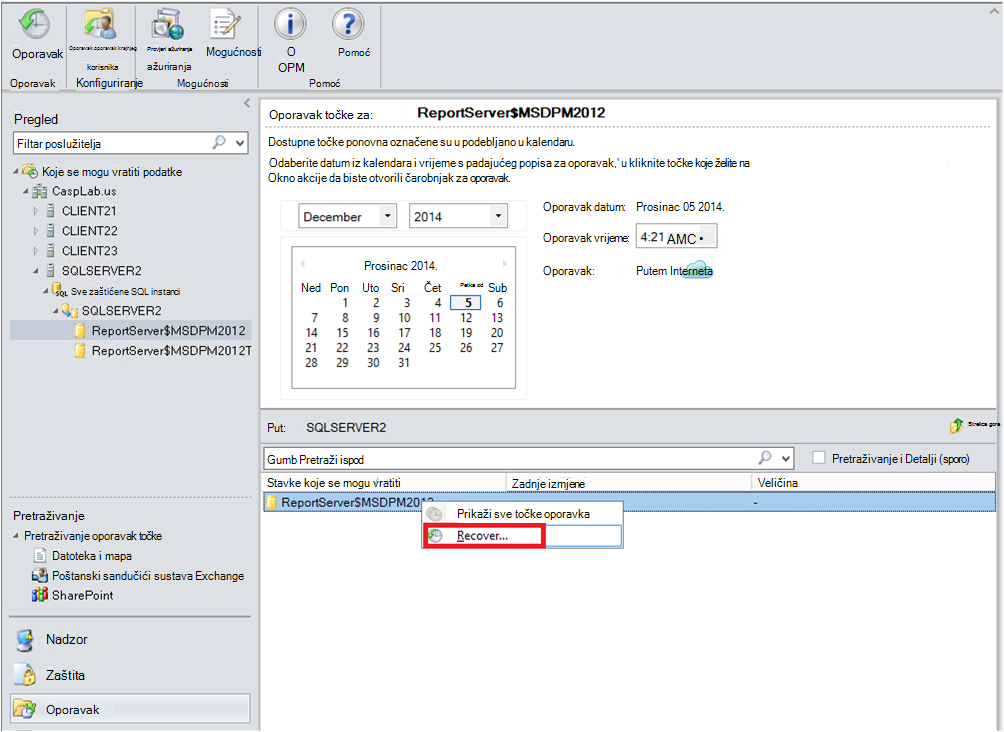 Oporavak
Oporavak oporavak krajnjeg
korisnika
Provjeri ažuriranja
ažuriranja
Mogućnosti
O
OPM
Pomoć
Oporavak
Konfiguriranje
Mogućnosti
Pomoć
Pregled
Filtar poslužitelja
Koje se mogu vratiti podatke
CaspLab.us
CLIENT21
CLIENT22
CLIENT23
SQLSERVER2
Sve zaštićene SQL instanci
SQLSERVER2
ReportServer$MSDPM2012
ReportServer$MSDPM2012T
Pretraživanje
Pretraživanje oporavak točke
Datoteka i mapa
Poštanski sandučići sustava Exchange
SharePoint
Nadzor
Zaštita
Oporavak
Oporavak točke za: ReportServer$MSDPM2012
Dostupne točke ponovna označene su u podebljano u kalendaru.
Odaberite datum iz kalendara i vrijeme s padajućeg popisa za oporavak,' u kliknite točke koje želite na
Okno akcije da biste otvorili čarobnjak za oporavak.
December 2014
Prosinac 2014.
Ned Pon Uto Sri Čet Petka od Sub
1 2 3 4 5 6
7 8 9 10 11 12 13
14 15 16 17 18 19 20
21 22 23 24 25 26 27
28 29 30 31
Oporavak datum: Prosinac 05 2014.
Oporavak vrijeme: 4:21 AMC
Oporavak: Putem Interneta
Put: SQLSERVER2
Strelica gore
Gumb Pretraži ispod
Pretraživanje i Detalji (sporo)
Stavke koje se mogu vratiti Zadnje izmjene Veličina
ReportServer$MSDPM2012 -
Prikaži sve točke oporavka
Recover...